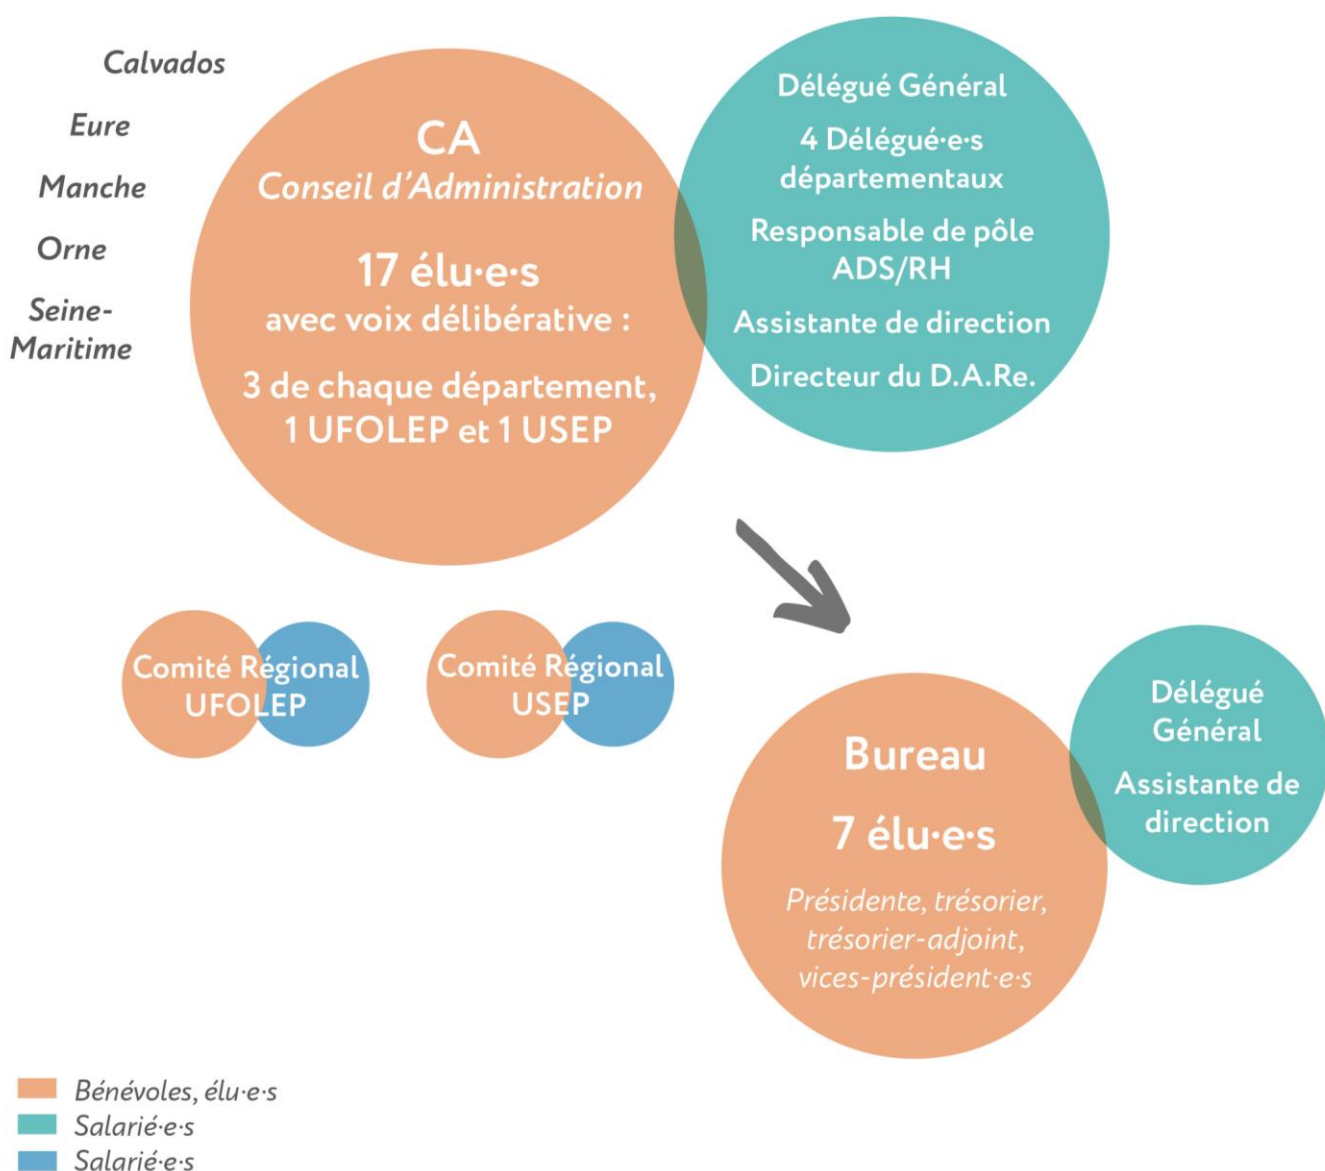 Calvados
Eure
Manche
Orne
Seine-
Maritime
CA
Conseil d'Administration
17 élu·e·s
avec voix délibérative :
3 de chaque département,
1 UFOLEP et 1 USEP
Délégué Général
4 Délégué·e·s
départementaux
Responsable de pôle
ADS/RH
Assistante de direction
Directeur du D.A.Re.
Comité Régional
UFOLEP
Comité Régional
USEP
Bureau
7 élu·e·s
Présidente, trésorier,
trésorier-adjoint,
vices-président·e·s
Délégué
Général
Assistante de
direction
Bénévoles, élu·e·s
Salarié·e·s
Salarié·e·s